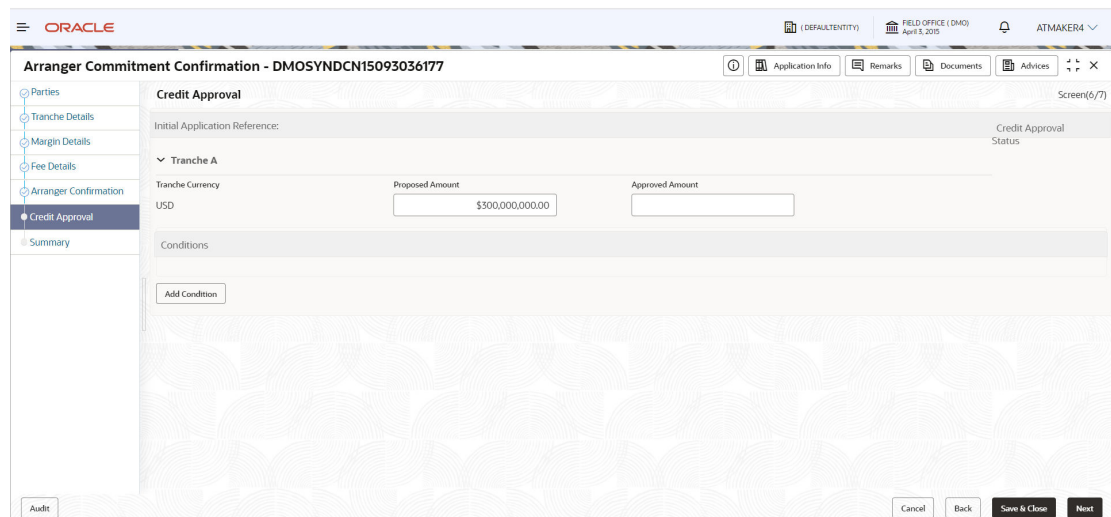 ORACLE
( DEFAULTENTITY)
FIELD OFFICE ( DMO)
April 3, 2015
ATMAKER4
Arranger Commitment Confirmation - DMOSYNDCN15093036177
Application Info
Remarks
Documents
Advices
Parties
Tranche Details
Margin Details
Fee Details
Arranger Confirmation
Credit Approval
Summary
Credit Approval
Screen(6/7)
Initial Application Reference:
Credit Approval
Status
Tranche A
Tranche Currency
Proposed Amount
Approved Amount
USD
$300,000,000.00
Conditions
Add Condition
Audit
Cancel
Back
Save & Close
Next